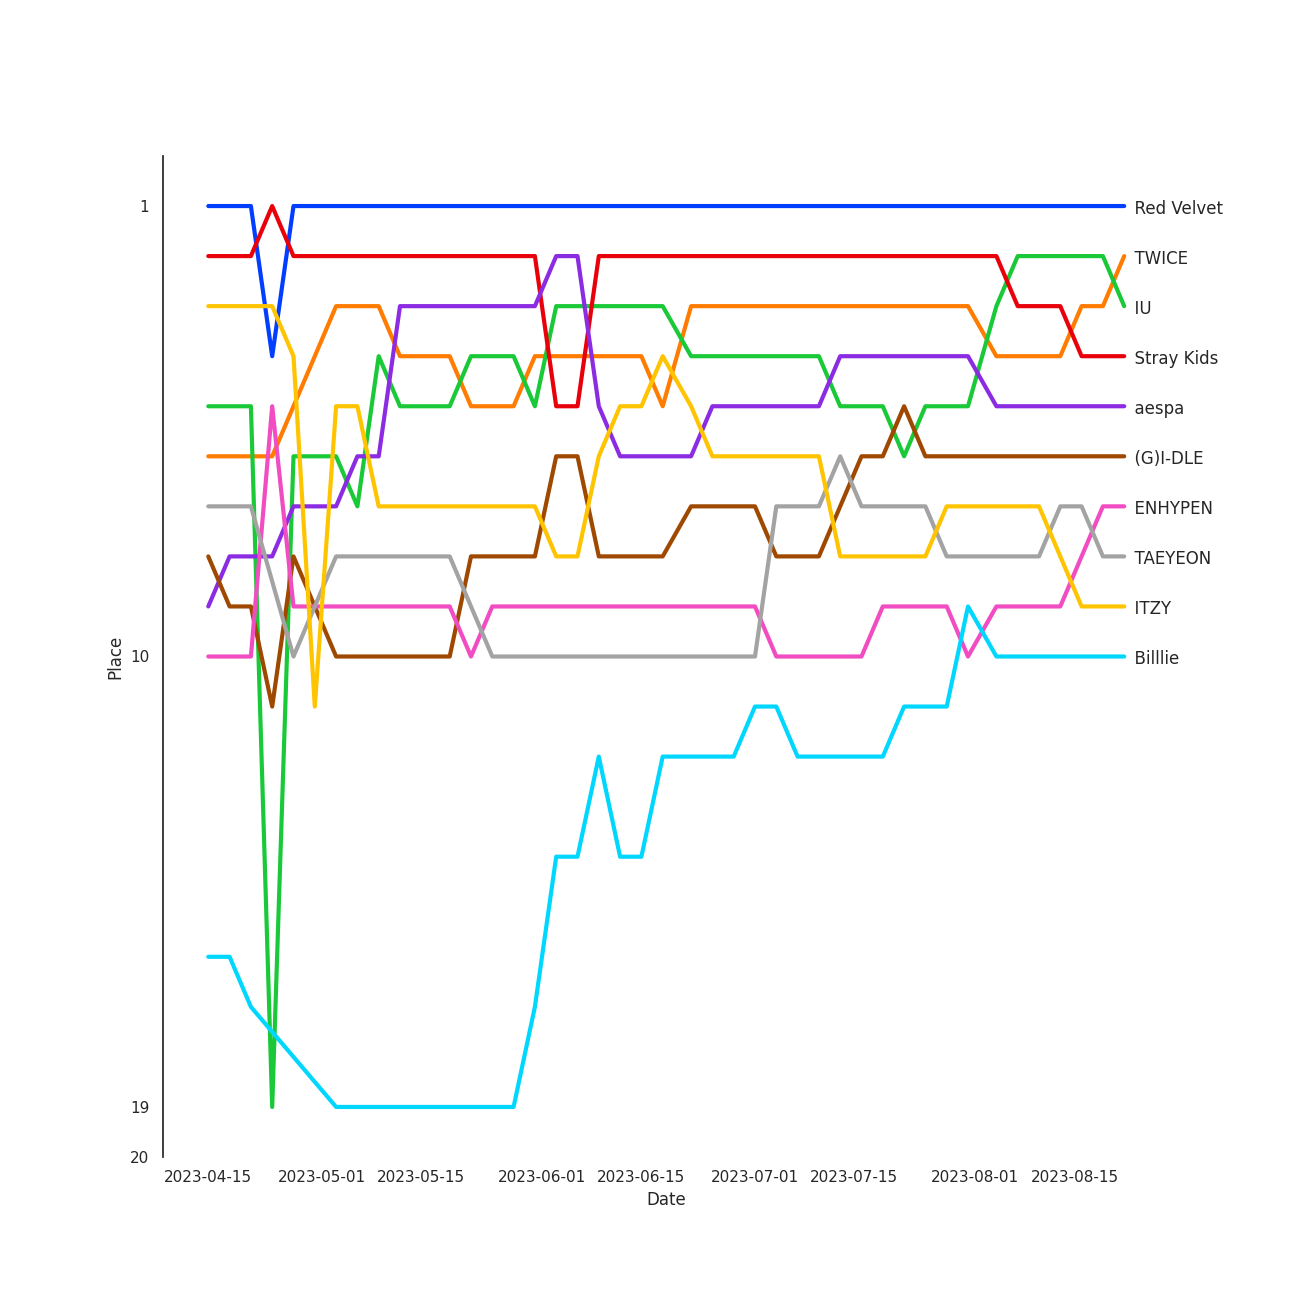 1
10
19
20
Place
Red Velvet
TWICE
IU
Stray Kids
aespa
(G)I-DLE
ENHYPEN
TAEYEON
ITZY
Billlie
2023-04-15 2023-05-01 2023-05-15 2023-06-01 2023-06-15 2023-07-01 2023-07-15 2023-08-01 2023-08-15
Date